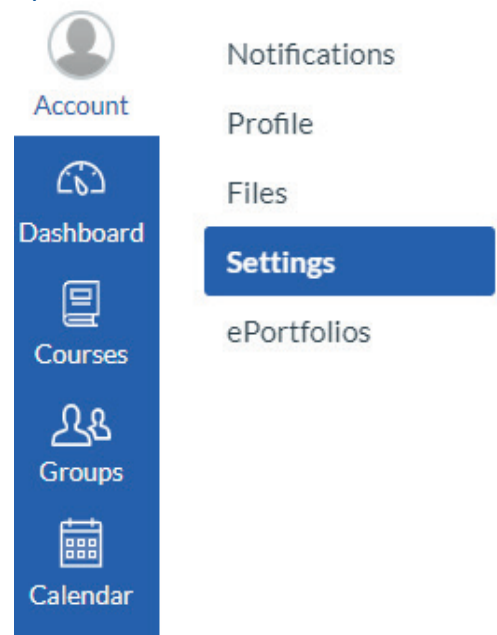 Account
Dashboard
Courses
Groups
Calendar
Notifications
Profile
Files
Settings
ePortfolios